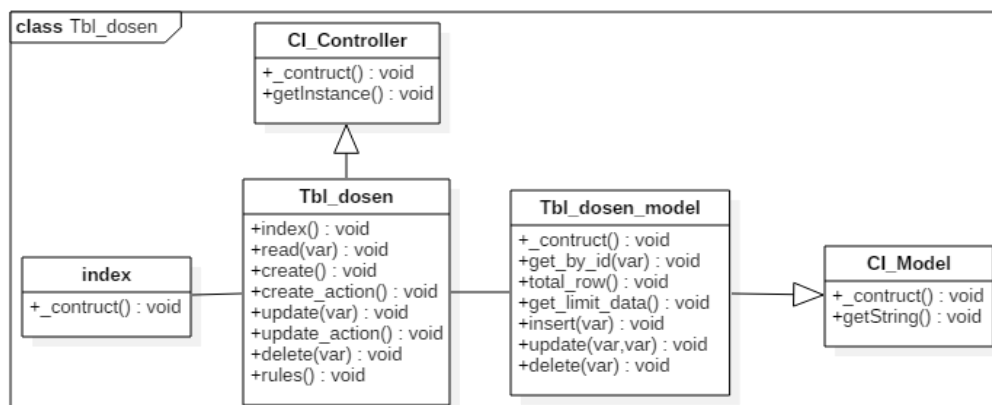 class Tbl_dosen
CI_Controller
+_contruct() : void
+getInstance() : void
Tbl_dosen
+index() : void
+read(var) : void
+create() : void
+create_action() : void
+update(var) : void
+update_action() : void
+delete(var) : void
+rules() : void
index
+_contruct() : void
Tbl_dosen_model
+_contruct() : void
+get_by_id(var) : void
+total_row() : void
+get_limit_data() : void
+insert(var) : void
+update(var,var) : void
+delete(var) : void
CI_Model
+_contruct() : void
+getString() : void